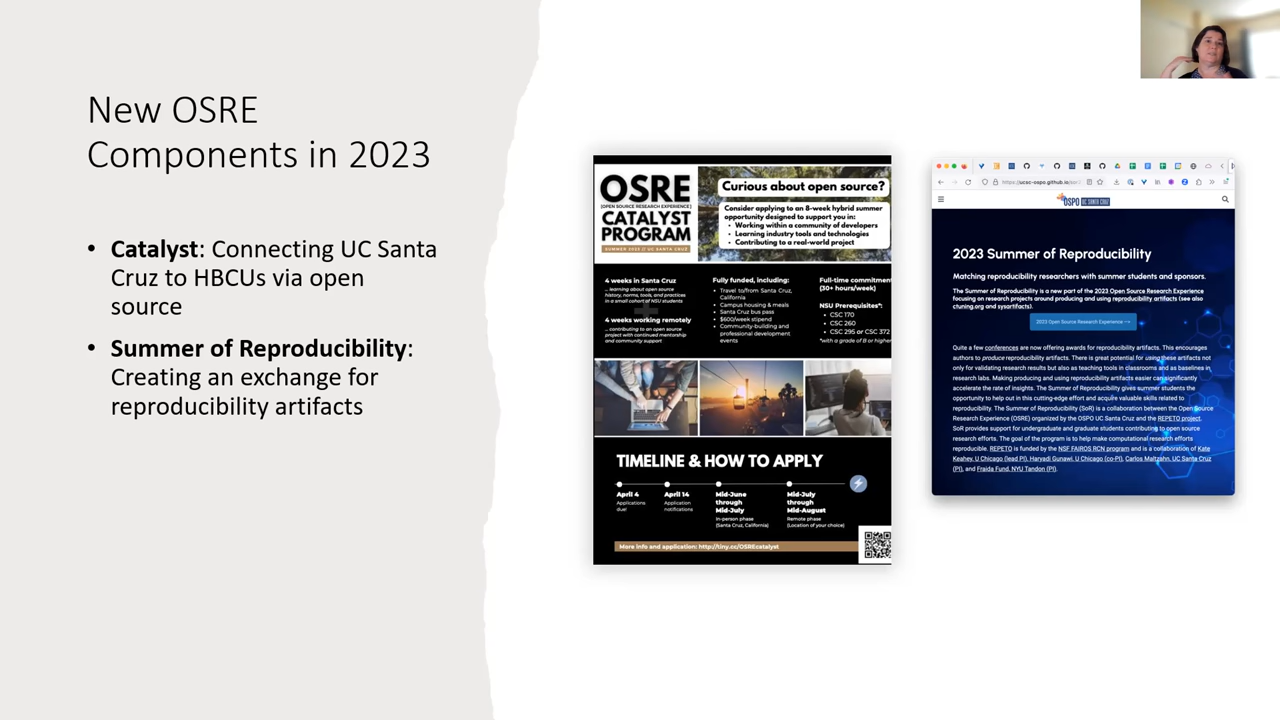 New OSRE
Components in 2023
• Catalyst: Connecting UC Santa
Cruz to HBCUs via open
source
• Summer of Reproducibility:
Creating an exchange for
reproducibility artifacts
OSRE
(OPEN SOURCE RESEARCH EXPERIENCE)
CATALYST
PROGRAM
SUMMER 2023 @ UC SANTA CRUZ
Curious about open source?
Consider applying to an 8-week hybrid summer
opportunity designed to support you in:
• Working within a community of developers
• Learning industry tools and technologies
• Contributing to a real-world project
4 weeks in Santa Cruz
... learning about open source
history, norms, tools, and practices
in a small cohort of NSU students
4 weeks working remotely
... contributing to an open source
project with continued mentorship
and community support
Fully funded, including:
• Travel to/from Santa Cruz,
California
• Campus housing & meals
• Santa Cruz bus pass
• $600/week stipend
• Community-building and
professional development
events
Full-time commitment
(30+ hours/week)
NSU Prerequisites*:
• CSC 170
• CSC 260
• CSC 295 or CSC 372
*with a grade of B or higher
TIMELINE & HOW TO APPLY
April 4
Applications
due!
April 14
Application
notifications
Mid-June
through
Mid-July
In-person phase
(Santa Cruz, California)
Mid-July
through
Mid-August
Remote phase
(Location of your choice)
More info and application: http://tiny.cc/OSREcatalyst
https://ucsc-ospo.github.io/
OSPO UC SANTA CRUZ
2023 Summer of Reproducibility
Matching reproducibility researchers with summer students and sponsors.
The Summer of Reproducibility is a new part of the 2023 Open Source Research Experience
focusing on research projects around producing and using reproducibility artifacts (see also
ctuning.org and sysartifacts).
2023 Open Source Research Experience →
Quite a few conferences are now offering awards for reproducibility artifacts. This encourages
authors to produce reproducibility artifacts. There is great potential for using these artifacts not
only for validating research results but also as teaching tools in classrooms and as baselines in
research labs. Making producing and using reproducibility artifacts easier can significantly
accelerate the rate of insights. The Summer of Reproducibility gives summer students the
opportunity to help out in this cutting-edge effort and acquire valuable skills related to
reproducibility. The Summer of Reproducibility (SoR) is a collaboration between the Open Source
Research Experience (OSRE) organized by the OSPO UC Santa Cruz and the REPETO project.
SoR provides support for undergraduate and graduate students contributing to open source
research efforts. The goal of the program is to help make computational research efforts
reproducible. REPETO is funded by the NSF FAIROS RCN program and is a collaboration of Kate
Keahey, U Chicago (lead PI), Haryadi Gunawi, U Chicago (co-PI), Carlos Maltzahn, UC Santa Cruz
(PI), and Fraida Fund, NYU Tandon (PI).